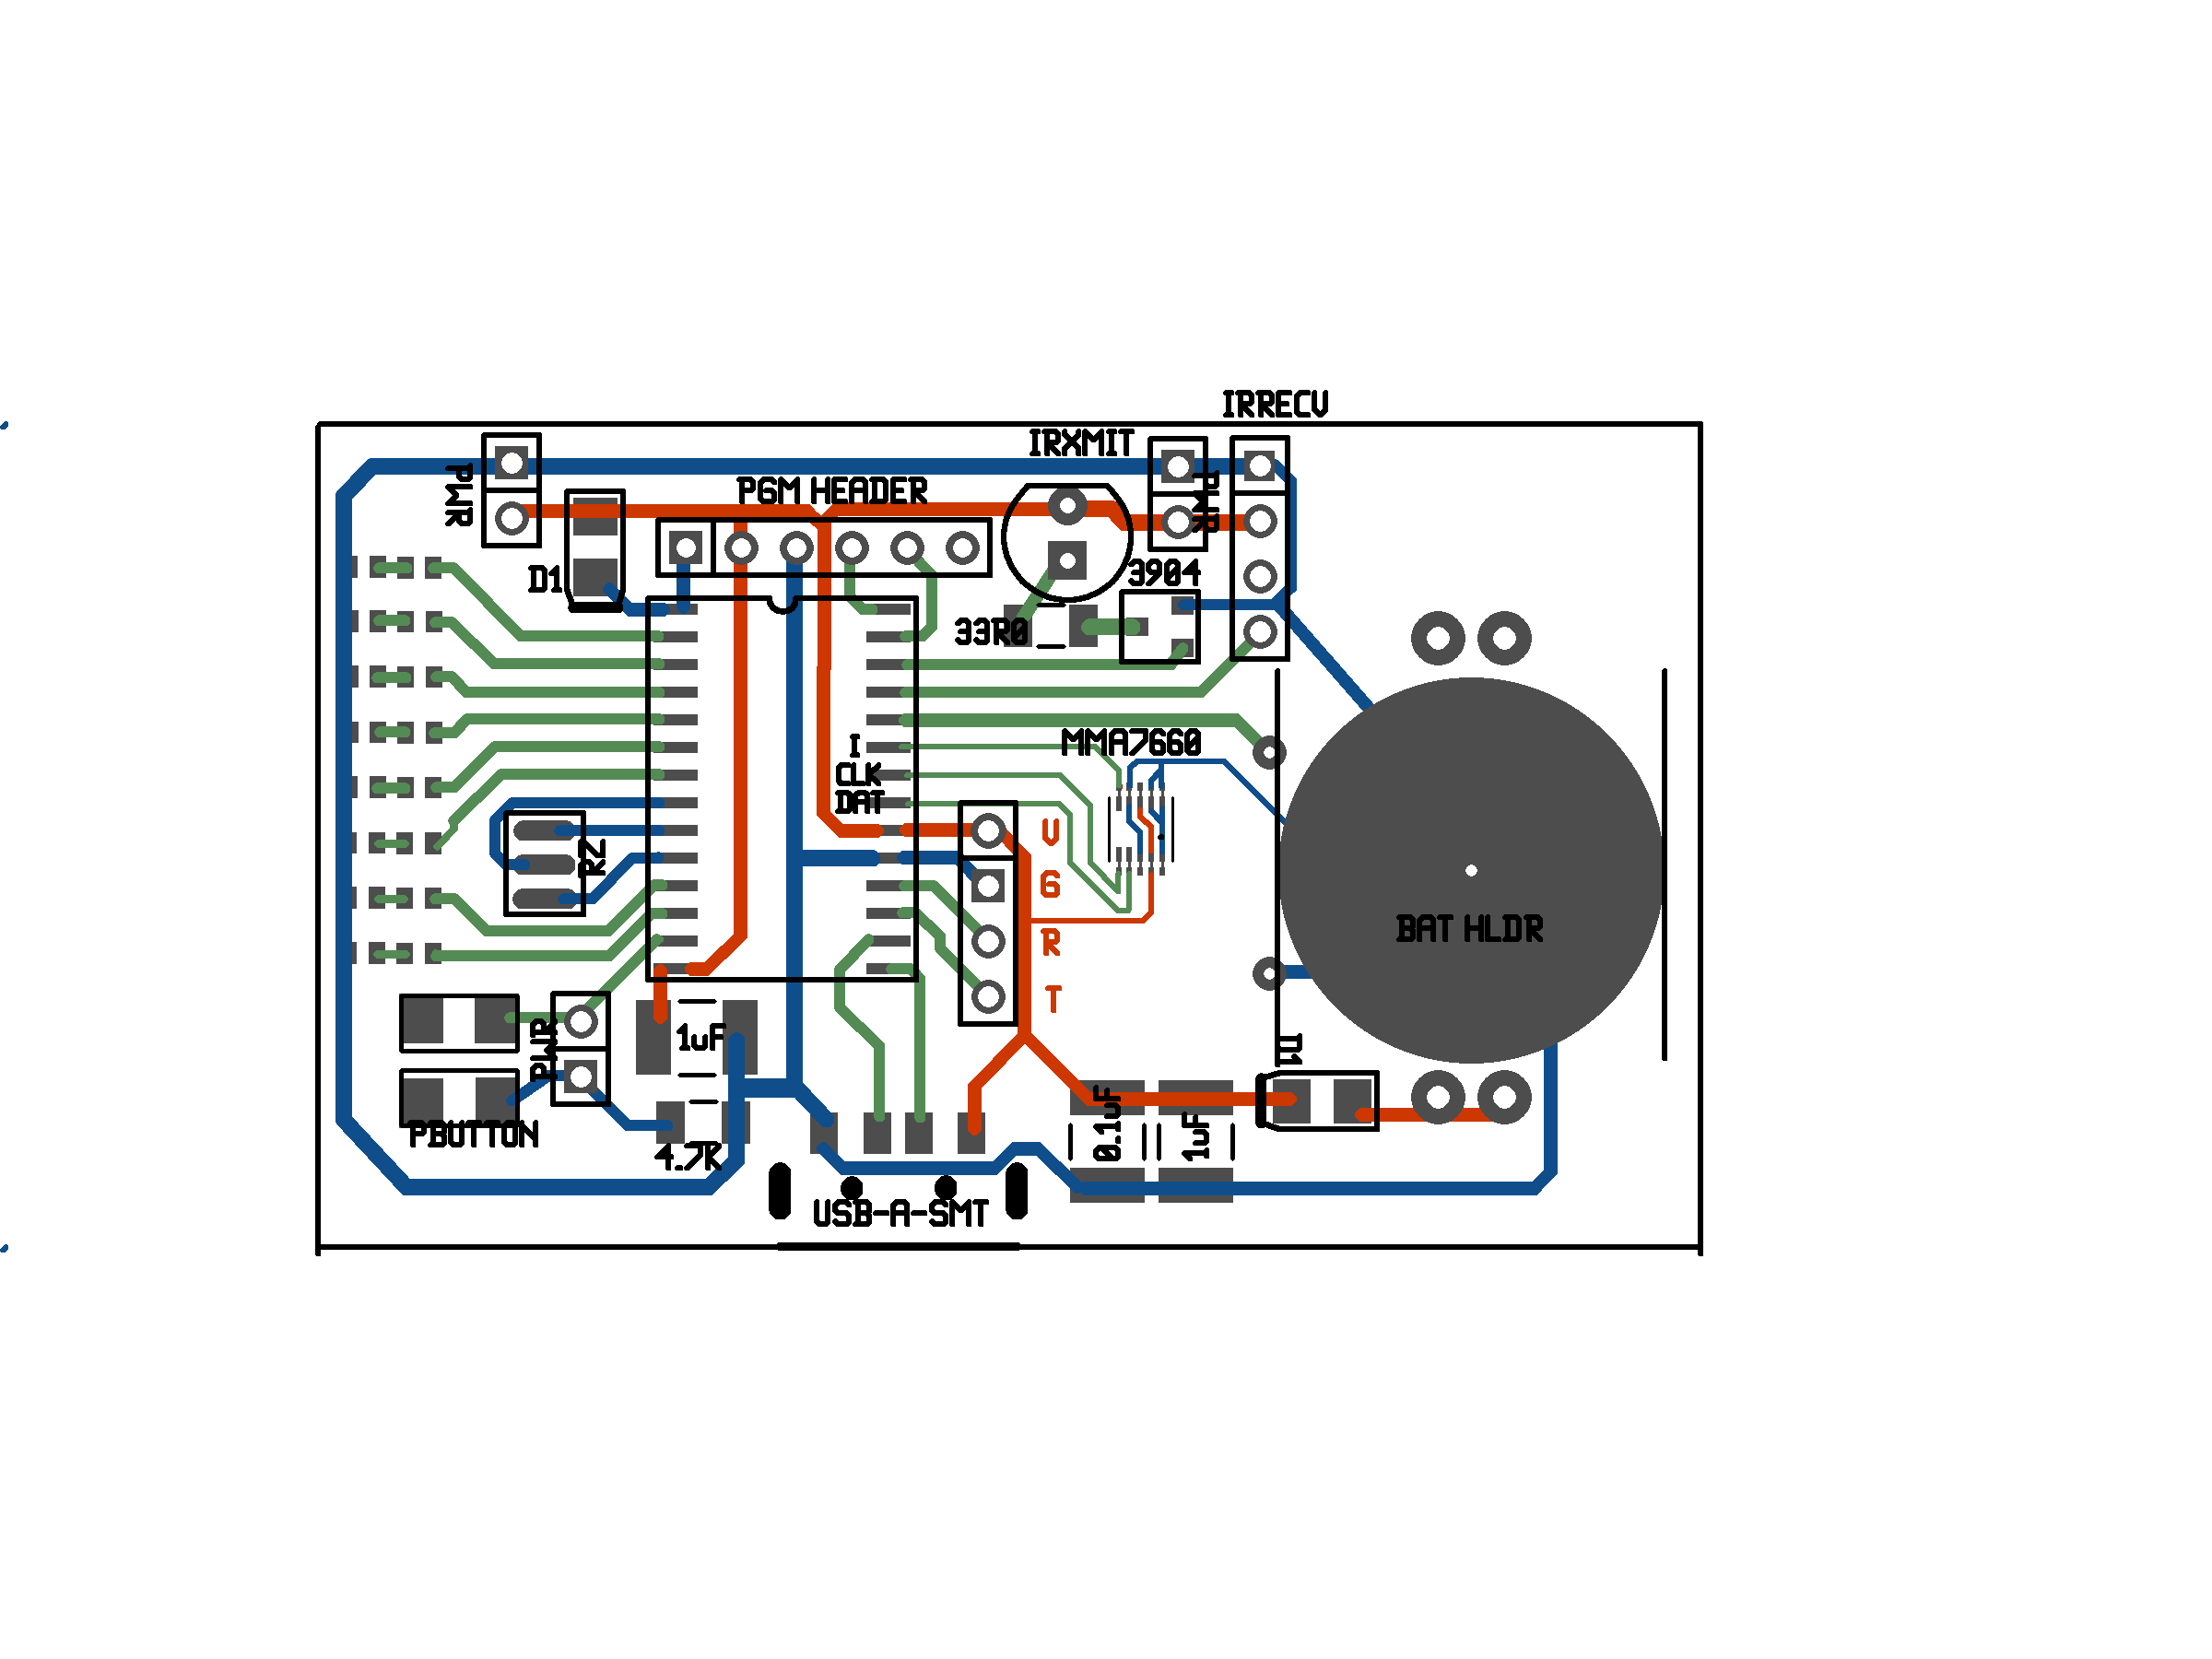 IRRECV
IRXMIT
PWR
PWR
PGM HEADER
D1
3904
33R0
MMA7660
I
CLK
DAT
V
G
R
T
RZ
BAT HLDR
PWR
1uF
D1
PBUTTON
4.7K
0.1uF
1uF
USB-A-SMT